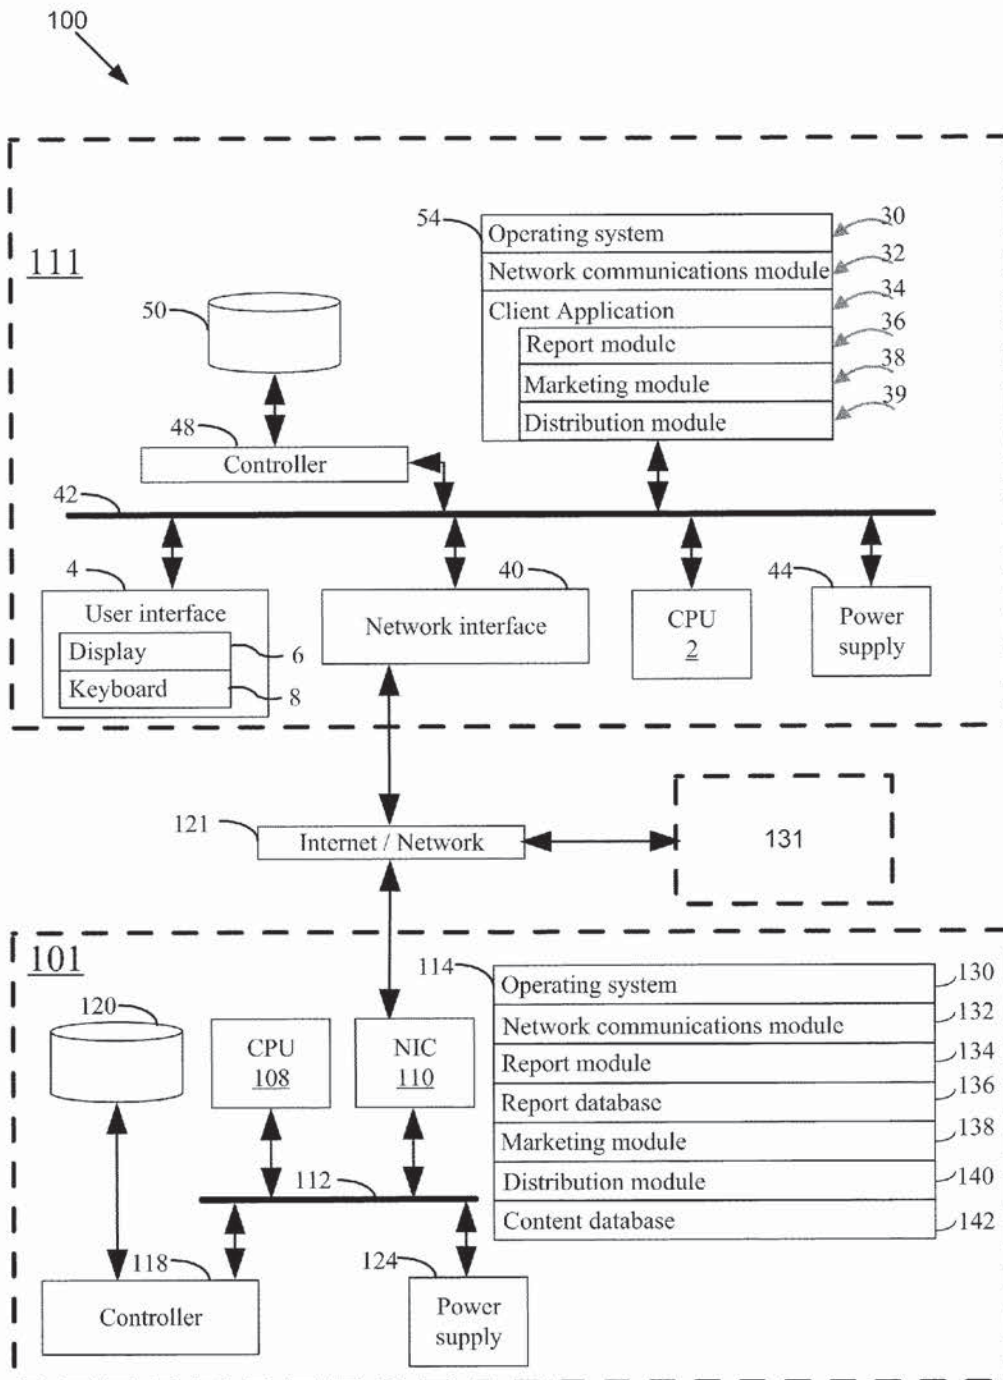 100
111
54
Operating system
30
Network communications module
32
Client Application
34
Report module
36
Marketing module
38
Distribution module
39
50
48
Controller
42
4
User interface
Display
6
Keyboard
8
40
Network interface
CPU
2
44
Power
supply
121
Internet / Network
131
101
120
CPU
108
NIC
110
114
Operating system
130
Network communications module
132
Report module
134
Report database
136
Marketing module
138
Distribution module
140
Content database
142
112
118
Controller
124
Power
supply